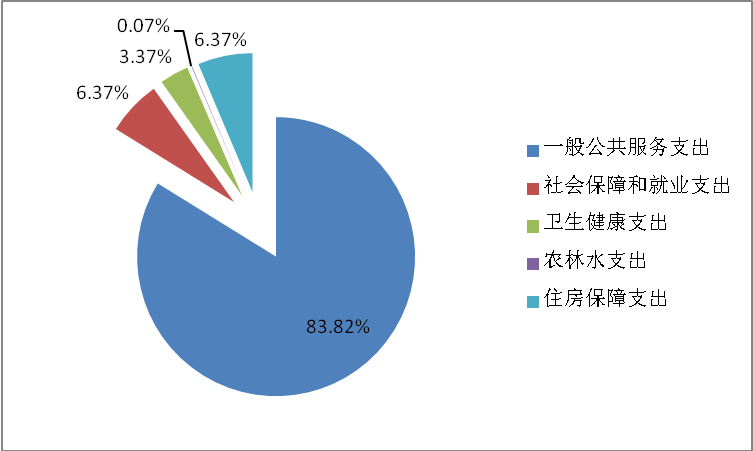 0.07%
6.37%
3.37%
6.37%
83.82%
一般公共服务支出
社会保障和就业支出
卫生健康支出
农林水支出
住房保障支出